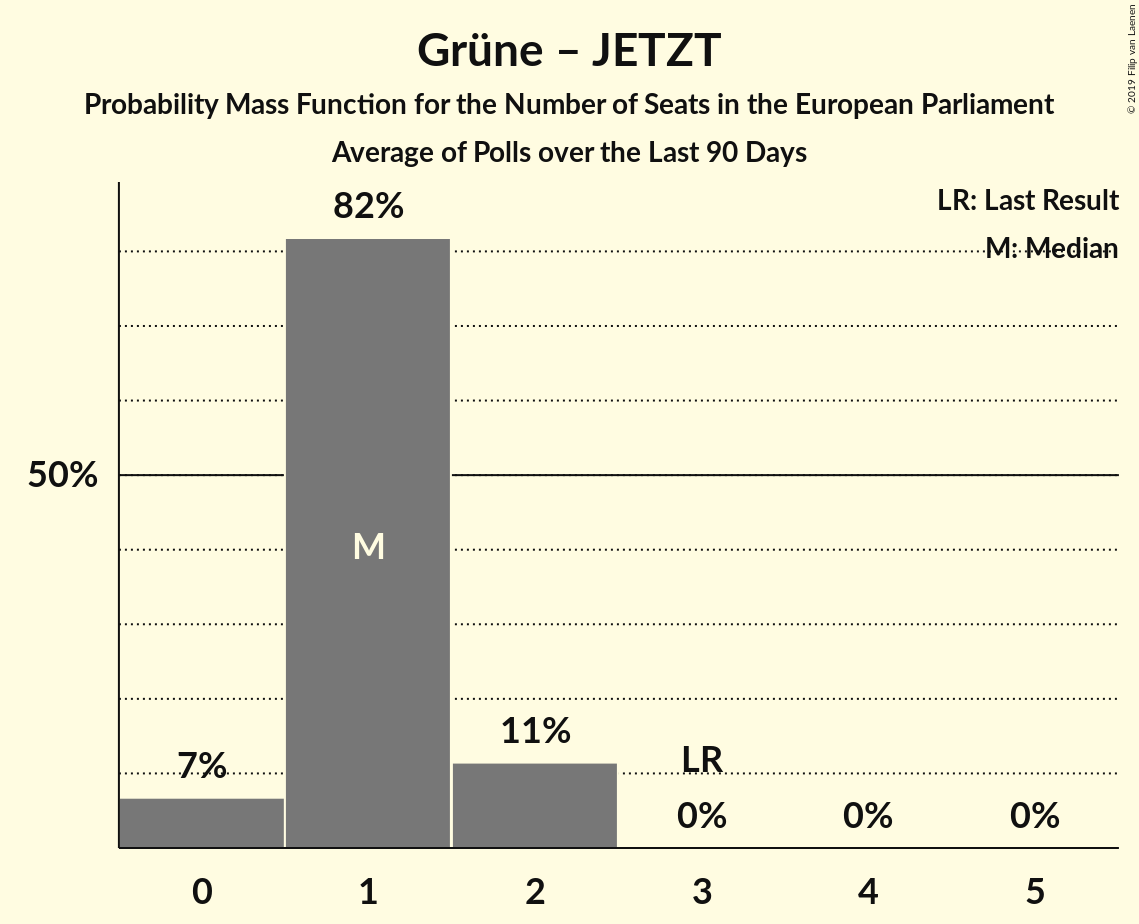 Grüne – JETZT
Probability Mass Function for the Number of Seats in the European Parliament
Average of Polls over the Last 90 Days
© 2019 Filip van Laenen
LR: Last Result
M: Median
82%
50%
M
11%
7%
LR
0%
0%
0%
0
1
2
3
4
5